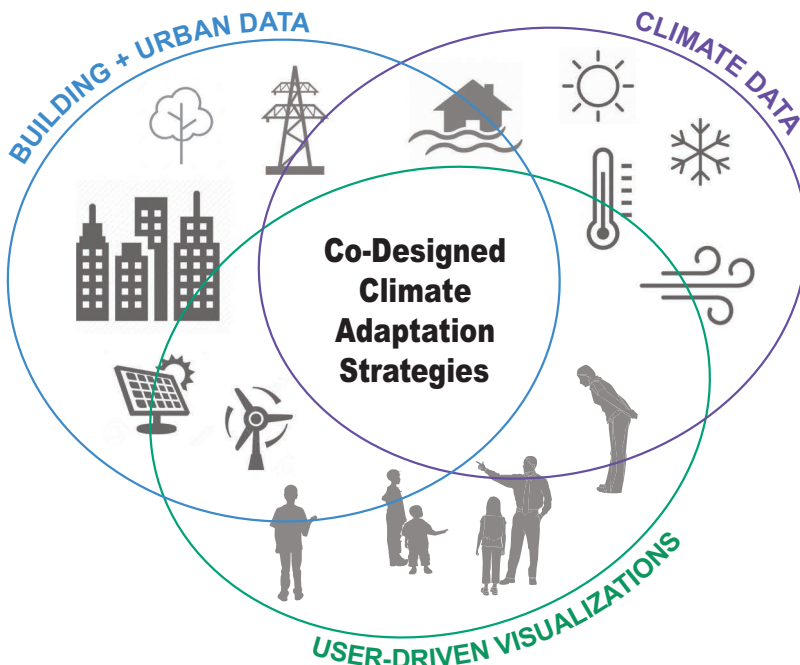 BUILDING + URBAN DATA
CLIMATE DATA
Co-Designed
Climate
Adaptation
Strategies
USER-DRIVEN VISUALIZATIONS